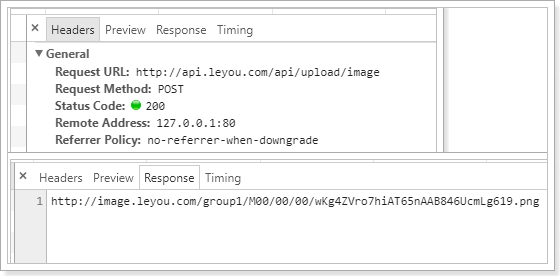 × Headers Preview Response Timing
▼ General
Request URL: http://api.leyou.com/api/upload/image
Request Method: POST
Status Code: 200
Remote Address: 127.0.0.1:80
Referrer Policy: no-referrer-when-downgrade
× Headers Preview Response Timing
1 http://image.leyou.com/group1/M00/00/00/wKg4ZVro7hiAT65nAAB846UcmLg619.png